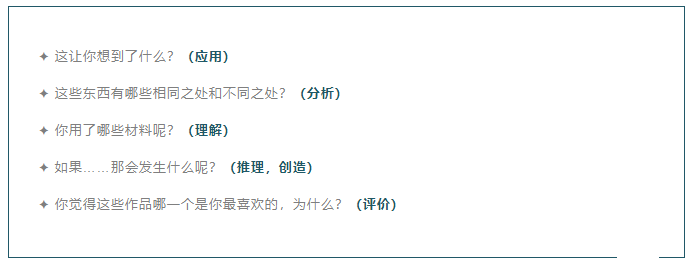 ✦ 这让你想到了什么？（应用）
✦ 这些东西有哪些相同之处和不同之处？（分析）
✦ 你用了哪些材料呢？（理解）
✦ 如果……那会发生什么呢？（推理，创造）
✦ 你觉得这些作品哪一个是你最喜欢的，为什么？（评价）